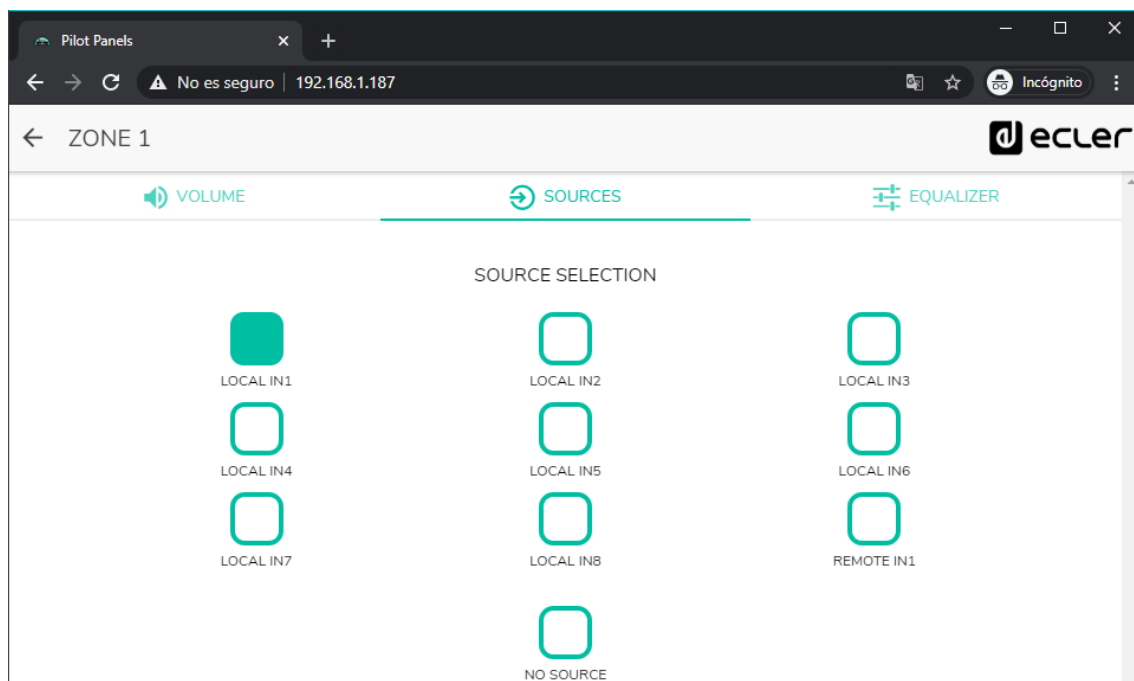 Pilot Panels
No es seguro | 192.168.1.187
Incógnito
ZONE 1
ecler
VOLUME
SOURCES
EQUALIZER
SOURCE SELECTION
LOCAL IN1
LOCAL IN2
LOCAL IN3
LOCAL IN4
LOCAL IN5
LOCAL IN6
LOCAL IN7
LOCAL IN8
REMOTE IN1
NO SOURCE